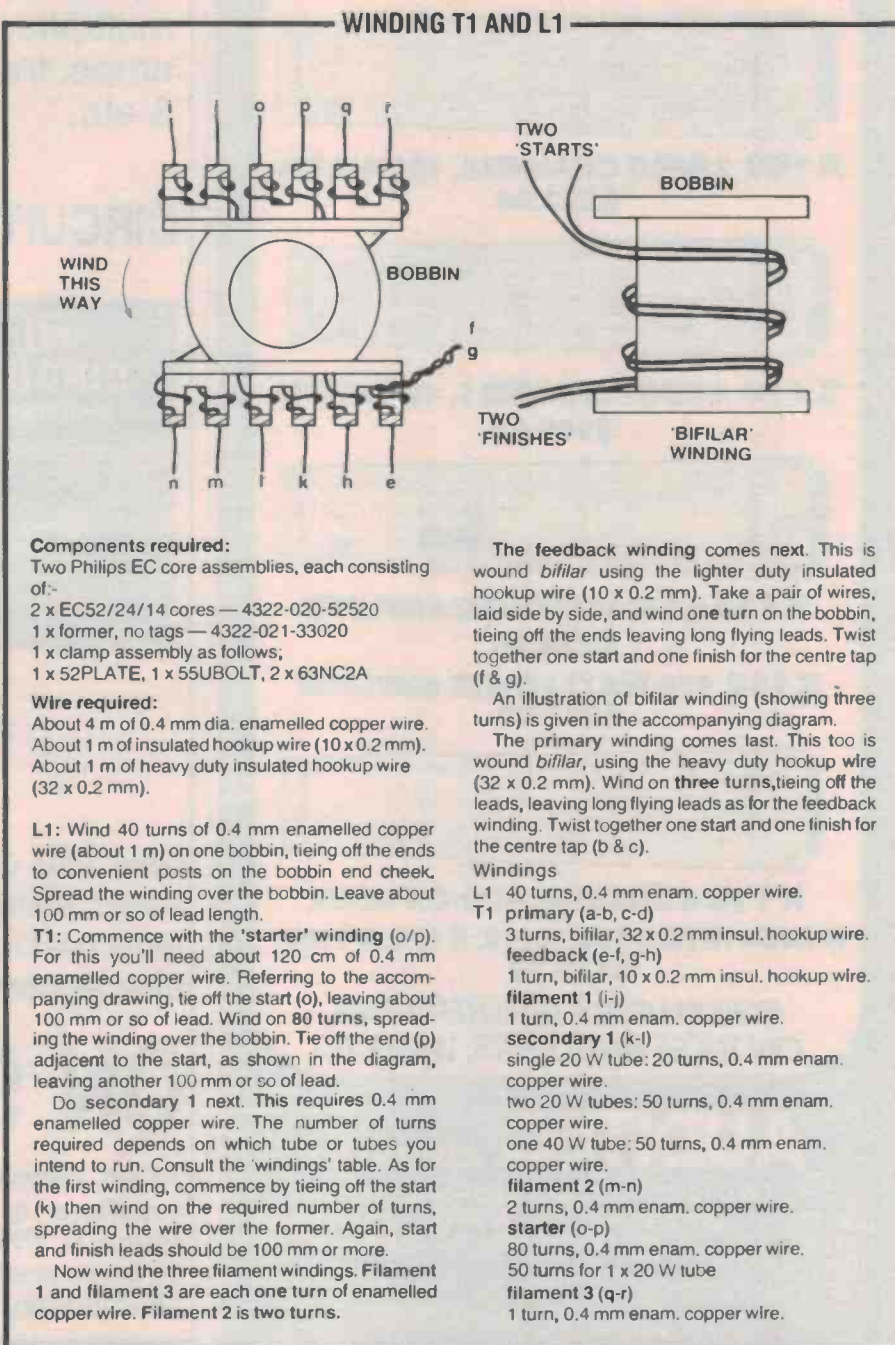 WINDING T1 AND L1
i j o p q r
WIND
THIS
WAY
BOBBIN
f
g
n m l k h e
TWO
'STARTS'
BOBBIN
TWO
'FINISHES'
'BIFILAR'
WINDING
Components required:
Two Philips EC core assemblies, each consisting
of:-
2 x EC52/24/14 cores — 4322-020-52520
1 x former, no tags — 4322-021-33020
1 x clamp assembly as follows;
1 x 52PLATE, 1 x 55UBOLT, 2 x 63NC2A
Wire required:
About 4 m of 0.4 mm dia. enamelled copper wire.
About 1 m of insulated hookup wire (10 x 0.2 mm).
About 1 m of heavy duty insulated hookup wire
(32 x 0.2 mm).
L1: Wind 40 turns of 0.4 mm enamelled copper
wire (about 1 m) on one bobbin, tieing off the ends
to convenient posts on the bobbin end cheek.
Spread the winding over the bobbin. Leave about
100 mm or so of lead length.
T1: Commence with the 'starter' winding (o/p).
For this you'll need about 120 cm of 0.4 mm
enamelled copper wire. Referring to the accom-
panying drawing, tie off the start (o), leaving about
100 mm or so of lead. Wind on 80 turns, spread-
ing the winding over the bobbin. Tie off the end (p)
adjacent to the start, as shown in the diagram,
leaving another 100 mm or so of lead.
Do secondary 1 next. This requires 0.4 mm
enamelled copper wire. The number of turns
required depends on which tube or tubes you
intend to run. Consult the 'windings' table. As for
the first winding, commence by tieing off the start
(k) then wind on the required number of turns,
spreading the wire over the former. Again, start
and finish leads should be 100 mm or more.
Now wind the three filament windings. Filament
1 and filament 3 are each one turn of enamelled
copper wire. Filament 2 is two turns.
The feedback winding comes next. This is
wound bifilar using the lighter duty insulated
hookup wire (10 x 0.2 mm). Take a pair of wires,
laid side by side, and wind one turn on the bobbin,
tieing off the ends leaving long flying leads. Twist
together one start and one finish for the centre tap
(f & g).
An illustration of bifilar winding (showing three
turns) is given in the accompanying diagram.
The primary winding comes last. This too is
wound bifilar, using the heavy duty hookup wire
(32 x 0.2 mm). Wind on three turns,tieing off the
leads, leaving long flying leads as for the feedback
winding. Twist together one start and one finish for
the centre tap (b & c).
Windings
L1 40 turns, 0.4 mm enam. copper wire.
T1 primary (a-b, c-d)
3 turns, bifilar, 32 x 0.2 mm insul. hookup wire.
feedback (e-f, g-h)
1 turn, bifilar, 10 x 0.2 mm insul. hookup wire.
filament 1 (i-j)
1 turn, 0.4 mm enam. copper wire.
secondary 1 (k-l)
single 20 W tube: 20 turns, 0.4 mm enam.
copper wire.
two 20 W tubes: 50 turns, 0.4 mm enam.
copper wire.
one 40 W tube: 50 turns, 0.4 mm enam.
copper wire.
filament 2 (m-n)
2 turns, 0.4 mm enam. copper wire.
starter (o-p)
80 turns, 0.4 mm enam. copper wire.
50 turns for 1 x 20 W tube
filament 3 (q-r)
1 turn, 0.4 mm enam. copper wire.